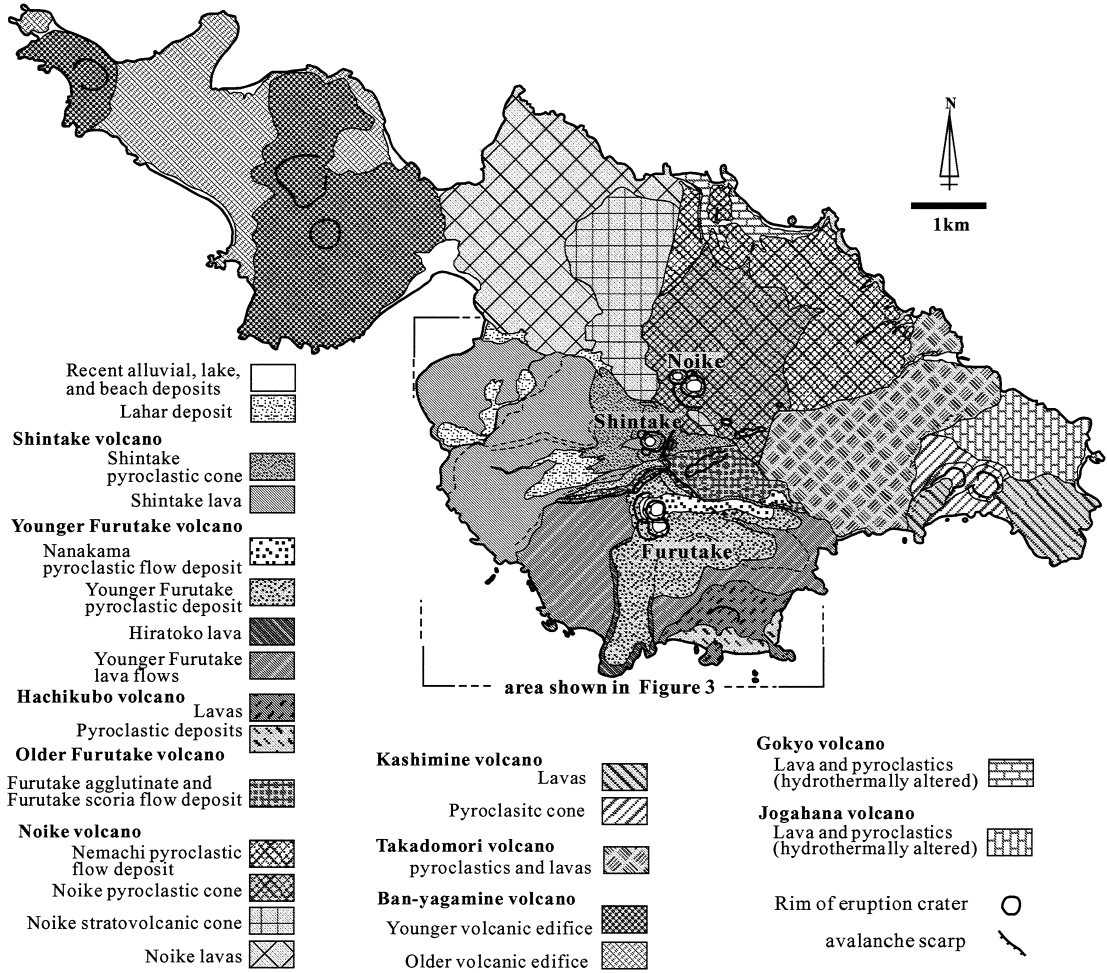 N
1km
Noike
Shintake
Furutake
area shown in Figure 3
Recent alluvial, lake,
and beach deposits
Lahar deposit
Shintake volcano
Shintake
pyroclastic cone
Shintake lava
Younger Furutake volcano
Nanakama
pyroclastic flow deposit
Younger Furutake
pyroclastic deposit
Hiratoko lava
Younger Furutake
lava flows
Hachikubo volcano
Lavas
Pyroclastic deposits
Older Furutake volcano
Furutake agglutinate and
Furutake scoria flow deposit
Noike volcano
Nemachi pyroclastic
flow deposit
Noike pyroclastic cone
Noike stratovolcanic cone
Noike lavas
Kashimine volcano
Lavas
Pyroclasitc cone
Takadomori volcano
pyroclastics and lavas
Ban-yagamine volcano
Younger volcanic edifice
Older volcanic edifice
Gokyo volcano
Lava and pyroclastics
(hydrothermally altered)
Jogahana volcano
Lava and pyroclastics
(hydrothermally altered)
Rim of eruption crater
avalanche scarp